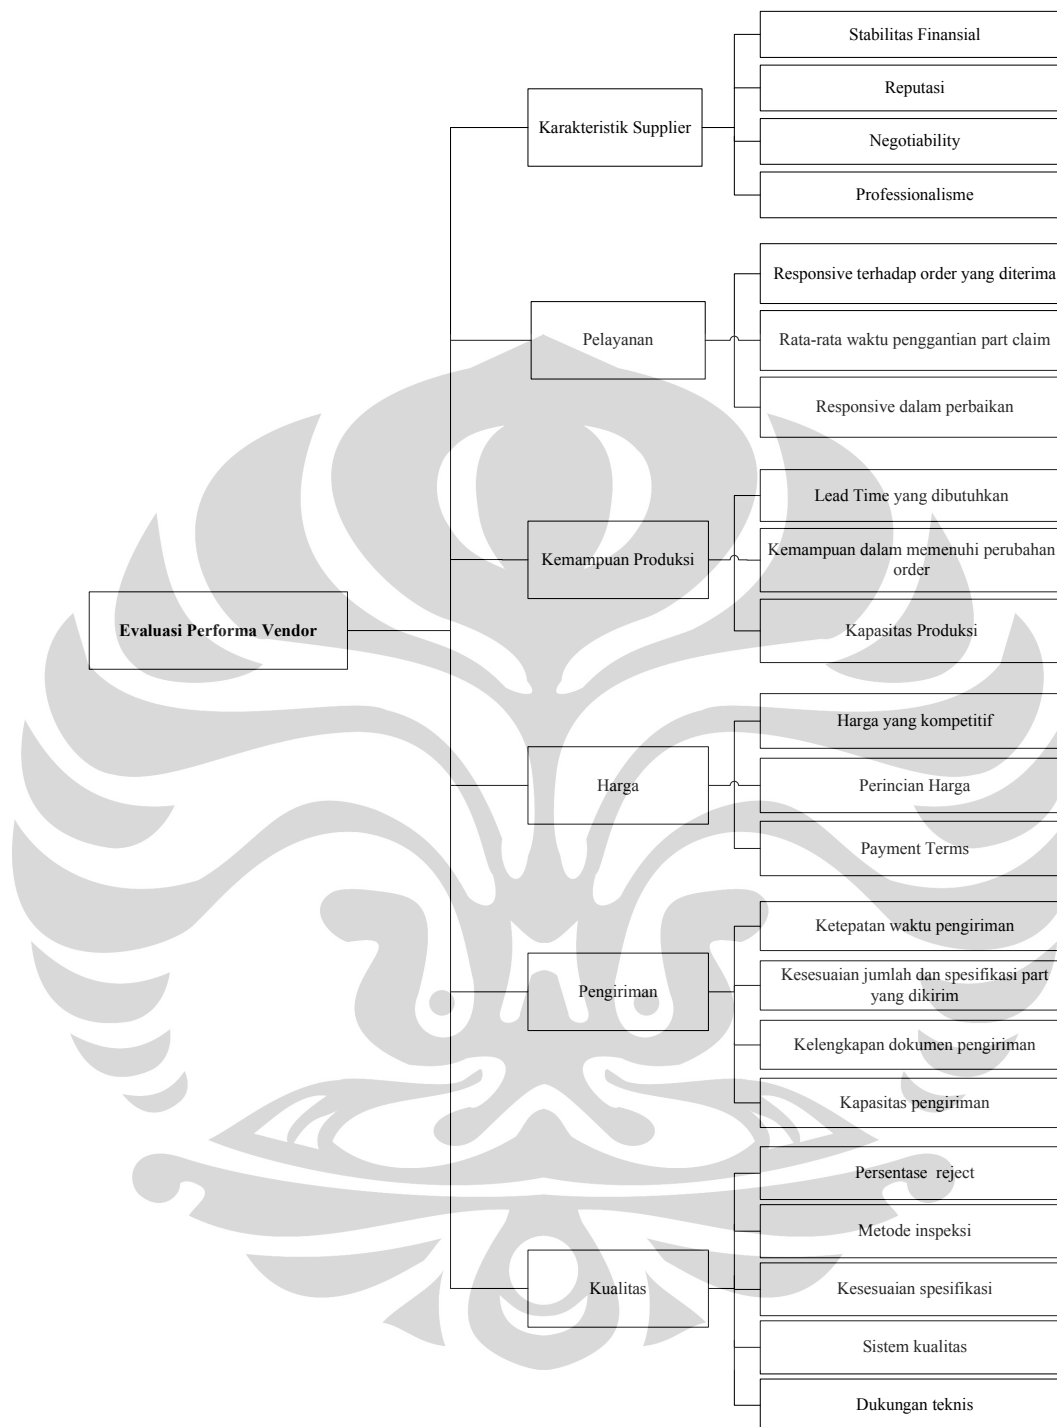 Evaluasi Performa Vendor
Karakteristik Supplier
Stabilitas Finansial
Reputasi
Negotiability
Professionalisme
Pelayanan
Responsive terhadap order yang diterima
Rata-rata waktu penggantian part claim
Responsive dalam perbaikan
Kemampuan Produksi
Lead Time yang dibutuhkan
Kemampuan dalam memenuhi perubahan
order
Kapasitas Produksi
Harga
Harga yang kompetitif
Perincian Harga
Payment Terms
Pengiriman
Ketepatan waktu pengiriman
Kesesuaian jumlah dan spesifikasi part
yang dikirim
Kelengkapan dokumen pengiriman
Kapasitas pengiriman
Kualitas
Persentase  reject
Metode inspeksi
Kesesuaian spesifikasi
Sistem kualitas
Dukungan teknis